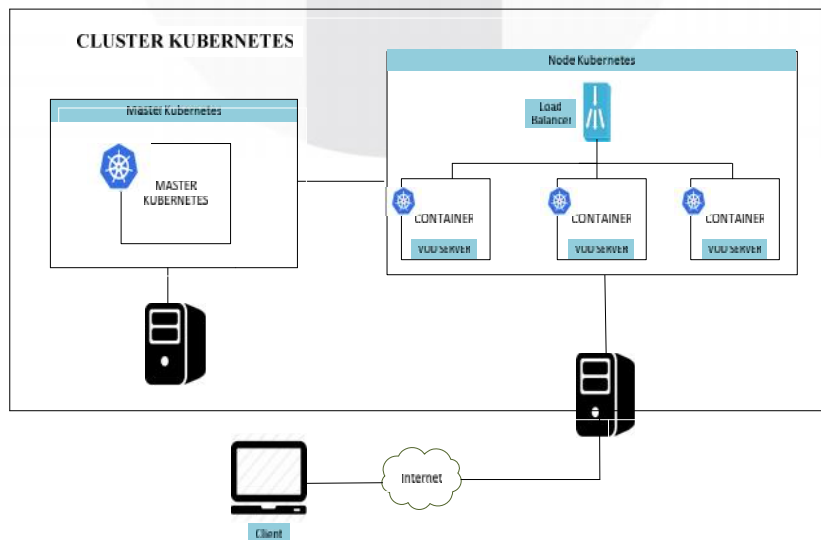 CLUSTER KUBERNETES
Node Kubernetes
Master Kubernetes
Load
Balancer
MASTER
KUBERNETES
CONTAINER
CONTAINER
CONTAINER
VOD SERVER
VOD SERVER
VOD SERVER
Internet
Client